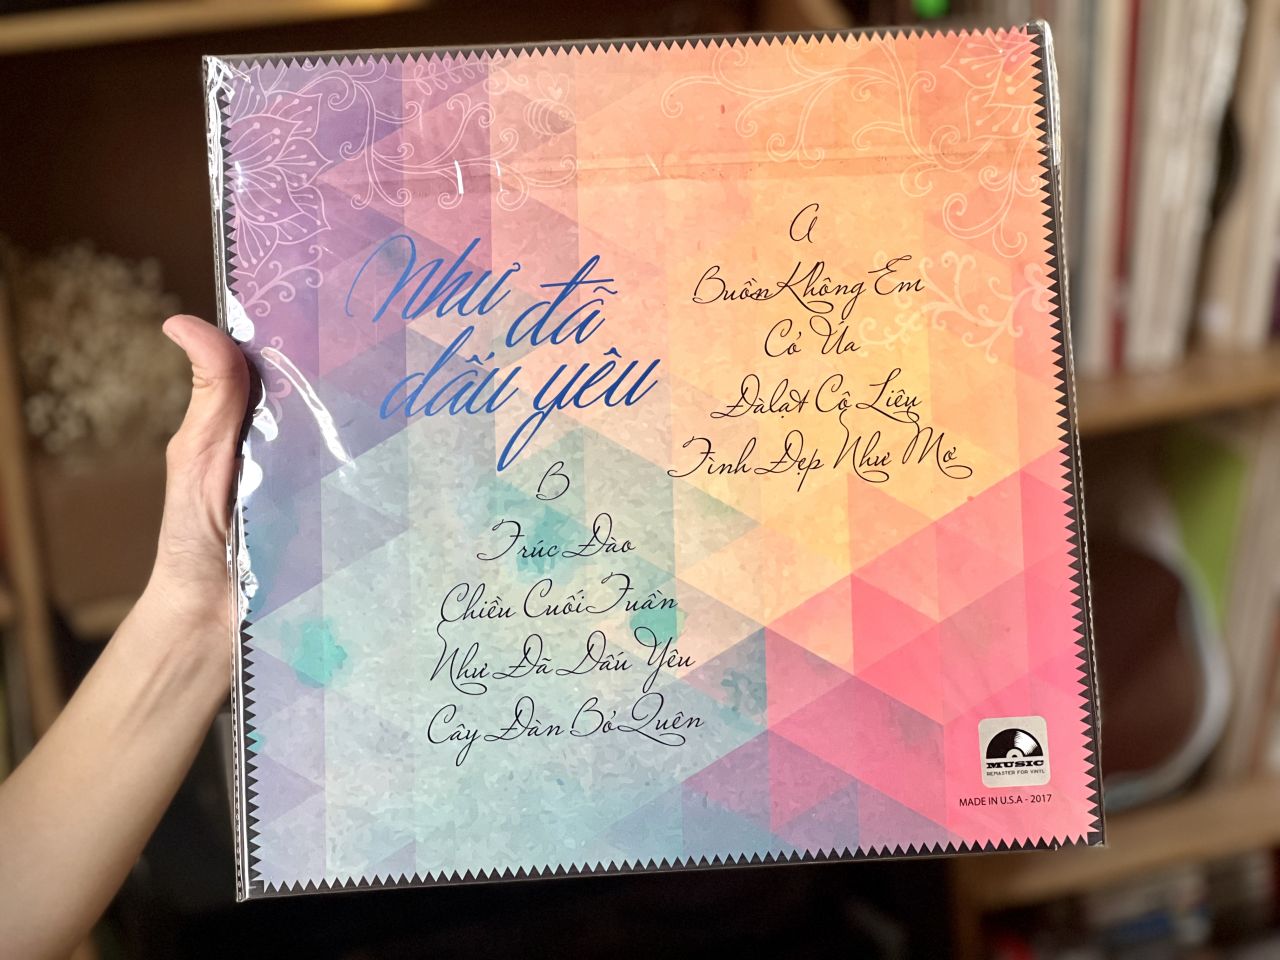 Như đã
dấu yêu
A
Buồn Không Em
Cỏ Úa
Đàlạt Cô Liêu
Tình Đẹp Như Mơ
B
Trúc Đào
Chiều Cuối Tuần
Như Đã Dấu Yêu
Cây Đàn Bỏ Quên
MUSIC
REMASTER FOR VINYL
MADE IN U.S.A - 2017